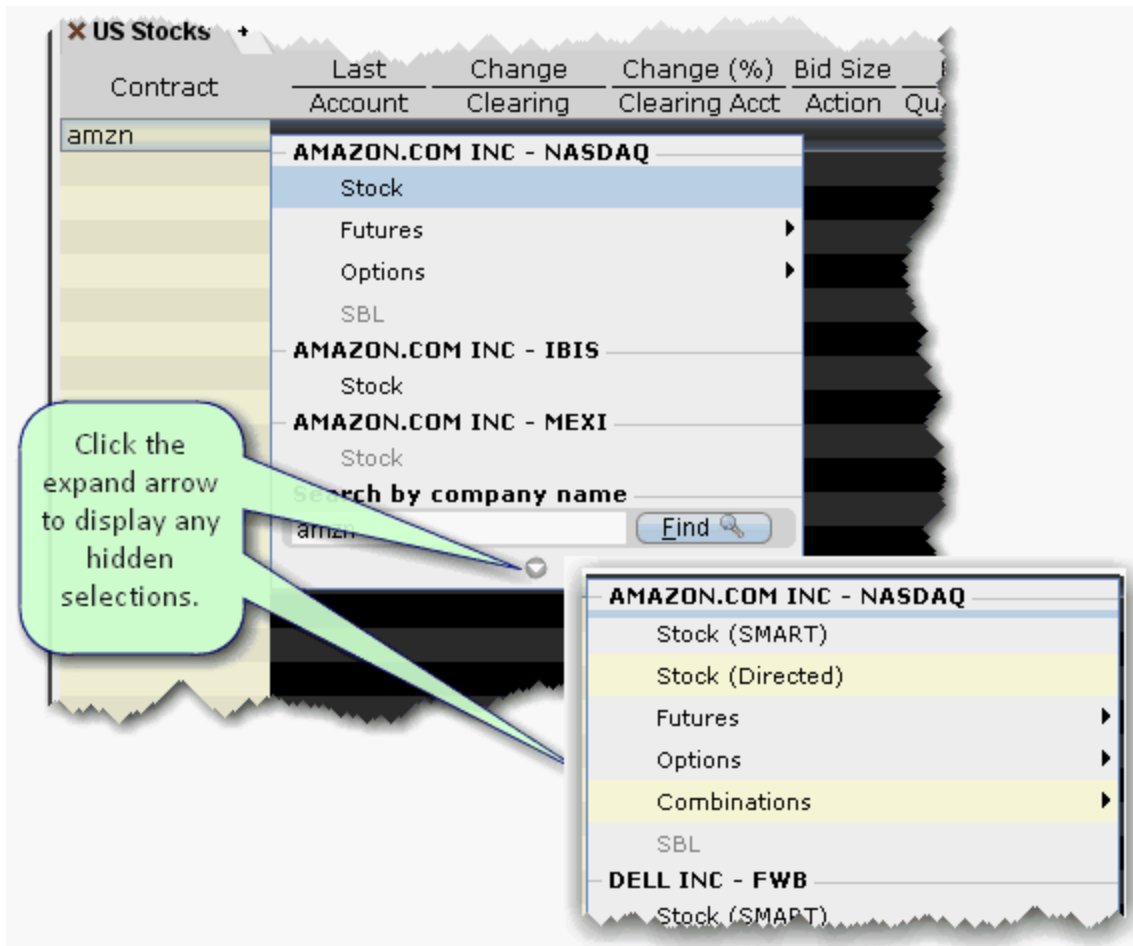 US Stocks +
Contract
Last Change Change (%) Bid Size
Account Clearing Clearing Acct Action
amzn
AMAZON.COM INC - NASDAQ
Stock
Futures
Options
SBL
AMAZON.COM INC - IBIS
Stock
AMAZON.COM INC - MEXI
Stock
Search by company name
amzn Find
Click the
expand arrow
to display any
hidden
selections.
AMAZON.COM INC - NASDAQ
Stock (SMART)
Stock (Directed)
Futures
Options
Combinations
SBL
DELL INC - FWB
Stock (SMART)